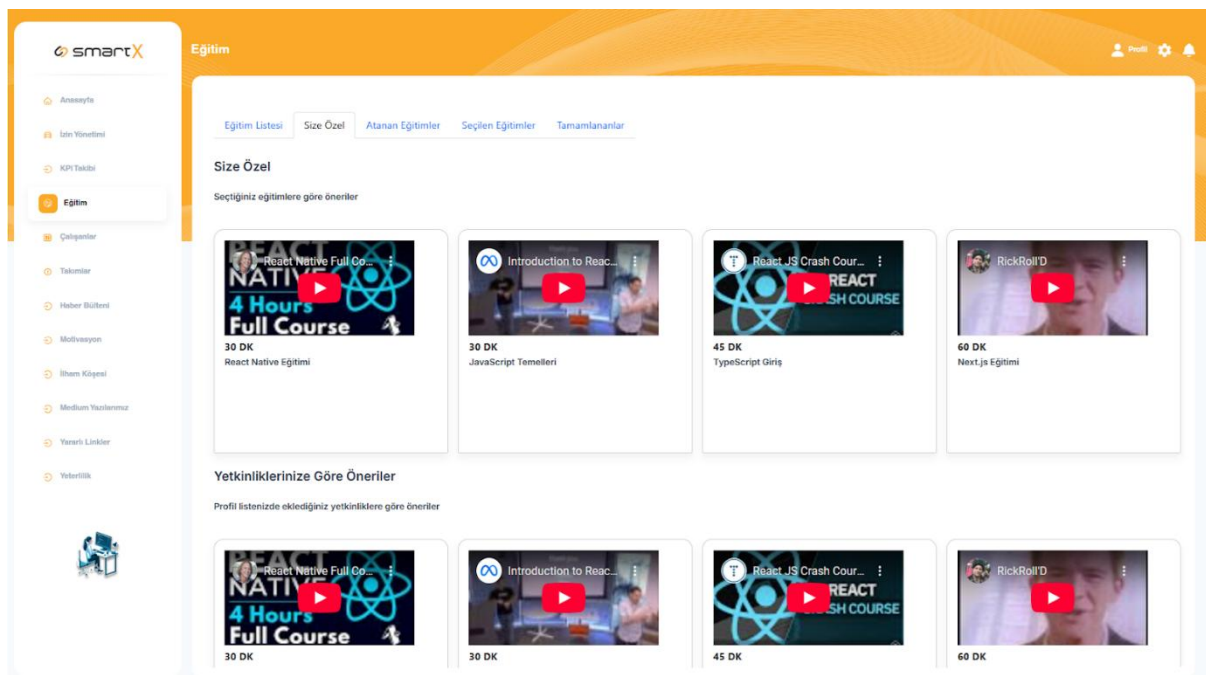 smartX
Eğitim
Profil
Anasayfa
İzin Yönetimi
KPI Takibi
Eğitim
Çalışanlar
Takımlar
Haber Bülteni
Motivasyon
İlham Köşesi
Medium Yazılarımız
Yararlı Linkler
Yeterlilik
Eğitim Listesi Size Özel Atanan Eğitimler Seçilen Eğitimler Tamamlananlar
Size Özel
Seçtiğiniz eğitimlere göre öneriler
React Native Full Co...
REACT
NATIVE
4 Hours
Full Course
30 DK
React Native Eğitimi
Introduction to Reac...
30 DK
JavaScript Temelleri
React JS Crash Cour...
REACT
SH COURSE
45 DK
TypeScript Giriş
RickRoll'D
60 DK
Next.js Eğitimi
Yetkinliklerinize Göre Öneriler
Profil listenizde eklediğiniz yetkinliklere göre öneriler
React Native Full Co...
REACT
NATIVE
4 Hours
Full Course
30 DK
Introduction to Reac...
30 DK
React JS Crash Cour...
REACT
SH COURSE
45 DK
RickRoll'D
60 DK